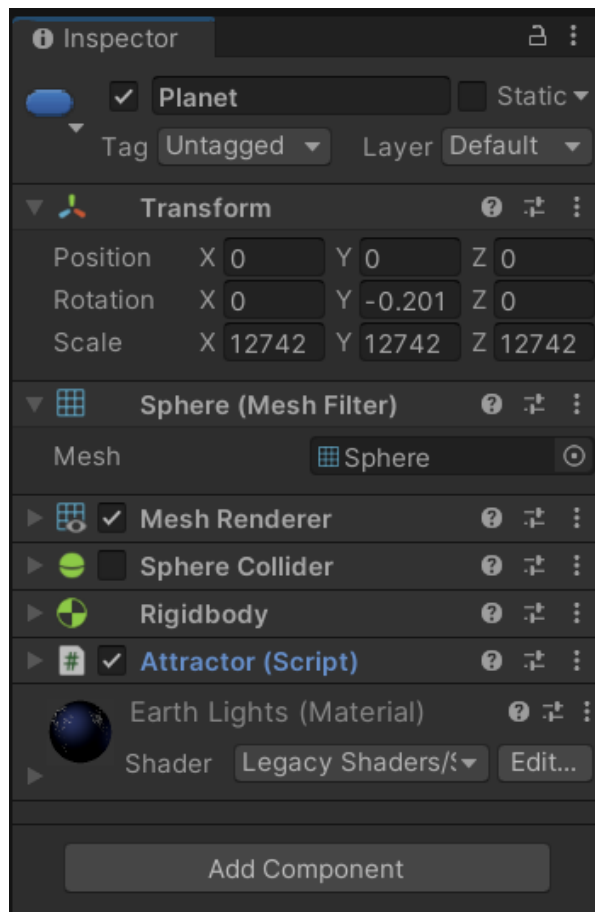 Inspector
Planet Static
Tag Untagged Layer Default
Transform
Position X 0 Y 0 Z 0
Rotation X 0 Y -0.201 Z 0
Scale X 12742 Y 12742 Z 12742
Sphere (Mesh Filter)
Mesh Sphere
Mesh Renderer
Sphere Collider
Rigidbody
# Attractor (Script)
Earth Lights (Material)
Shader Legacy Shaders/ Edit...
Add Component